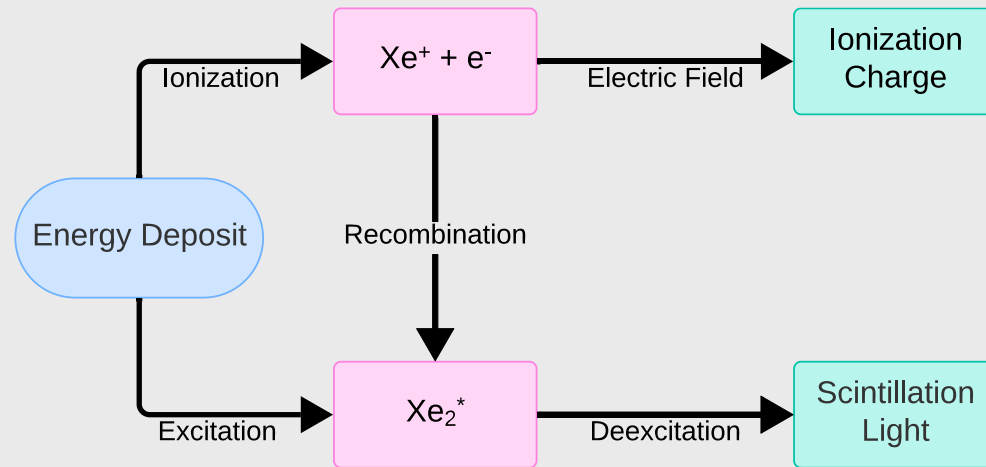 Ionization
Xe⁺ + e⁻
Electric Field
Ionization
Charge
Energy Deposit
Recombination
Excitation
Xe₂*
Deexcitation
Scintillation
Light